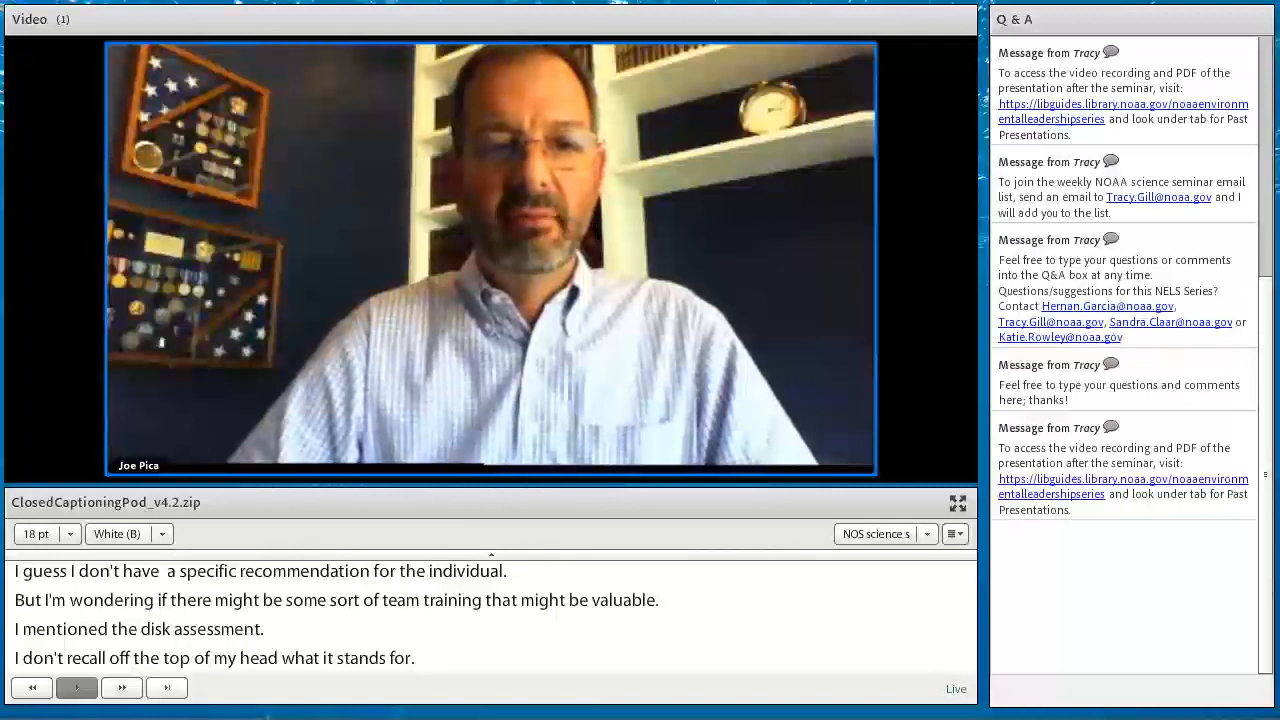 Video (1)
Joe Pica
ClosedCaptioningPod_v4.2.zip
18 pt
White (B)
NOS science s
I guess I don't have a specific recommendation for the individual.
But I'm wondering if there might be some sort of team training that might be valuable.
I mentioned the disk assessment.
I don't recall off the top of my head what it stands for.
Live
Q & A
Message from Tracy
To access the video recording and PDF of the
presentation after the seminar, visit:
https://libguides.library.noaa.gov/noaaenvironm
entalleadershipseries and look under tab for Past
Presentations.
Message from Tracy
To join the weekly NOAA science seminar email
list, send an email to Tracy.Gill@noaa.gov and I
will add you to the list.
Message from Tracy
Feel free to type your questions or comments
into the Q&A box at any time.
Questions/suggestions for this NELS Series?
Contact Hernan.Garcia@noaa.gov,
Tracy.Gill@noaa.gov, Sandra.Claar@noaa.gov or
Katie.Rowley@noaa.gov
Message from Tracy
Feel free to type your questions and comments
here; thanks!
Message from Tracy
To access the video recording and PDF of the
presentation after the seminar, visit:
https://libguides.library.noaa.gov/noaaenvironm
entalleadershipseries and look under tab for Past
Presentations.